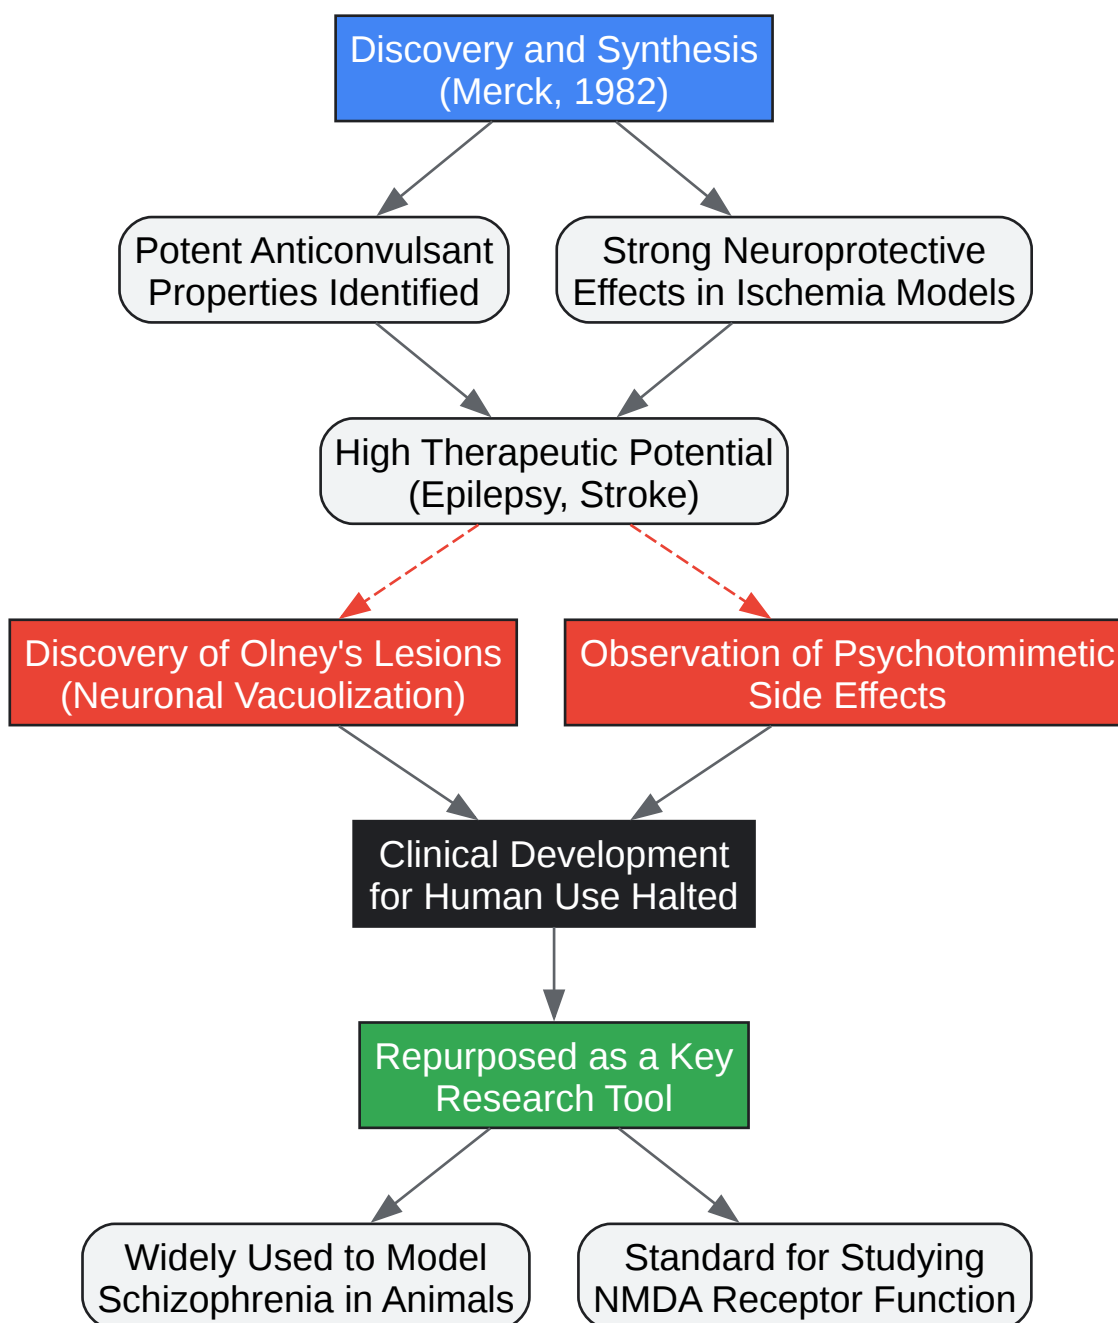 Discovery and Synthesis
(Merck, 1982)
Potent Anticonvulsant
Properties Identified
Strong Neuroprotective
Effects in Ischemia Models
High Therapeutic Potential
(Epilepsy, Stroke)
Discovery of Olney's Lesions
(Neuronal Vacuolization)
Observation of Psychotomimetic
Side Effects
Clinical Development
for Human Use Halted
Repurposed as a Key
Research Tool
Widely Used to Model
Schizophrenia in Animals
Standard for Studying
NMDA Receptor Function